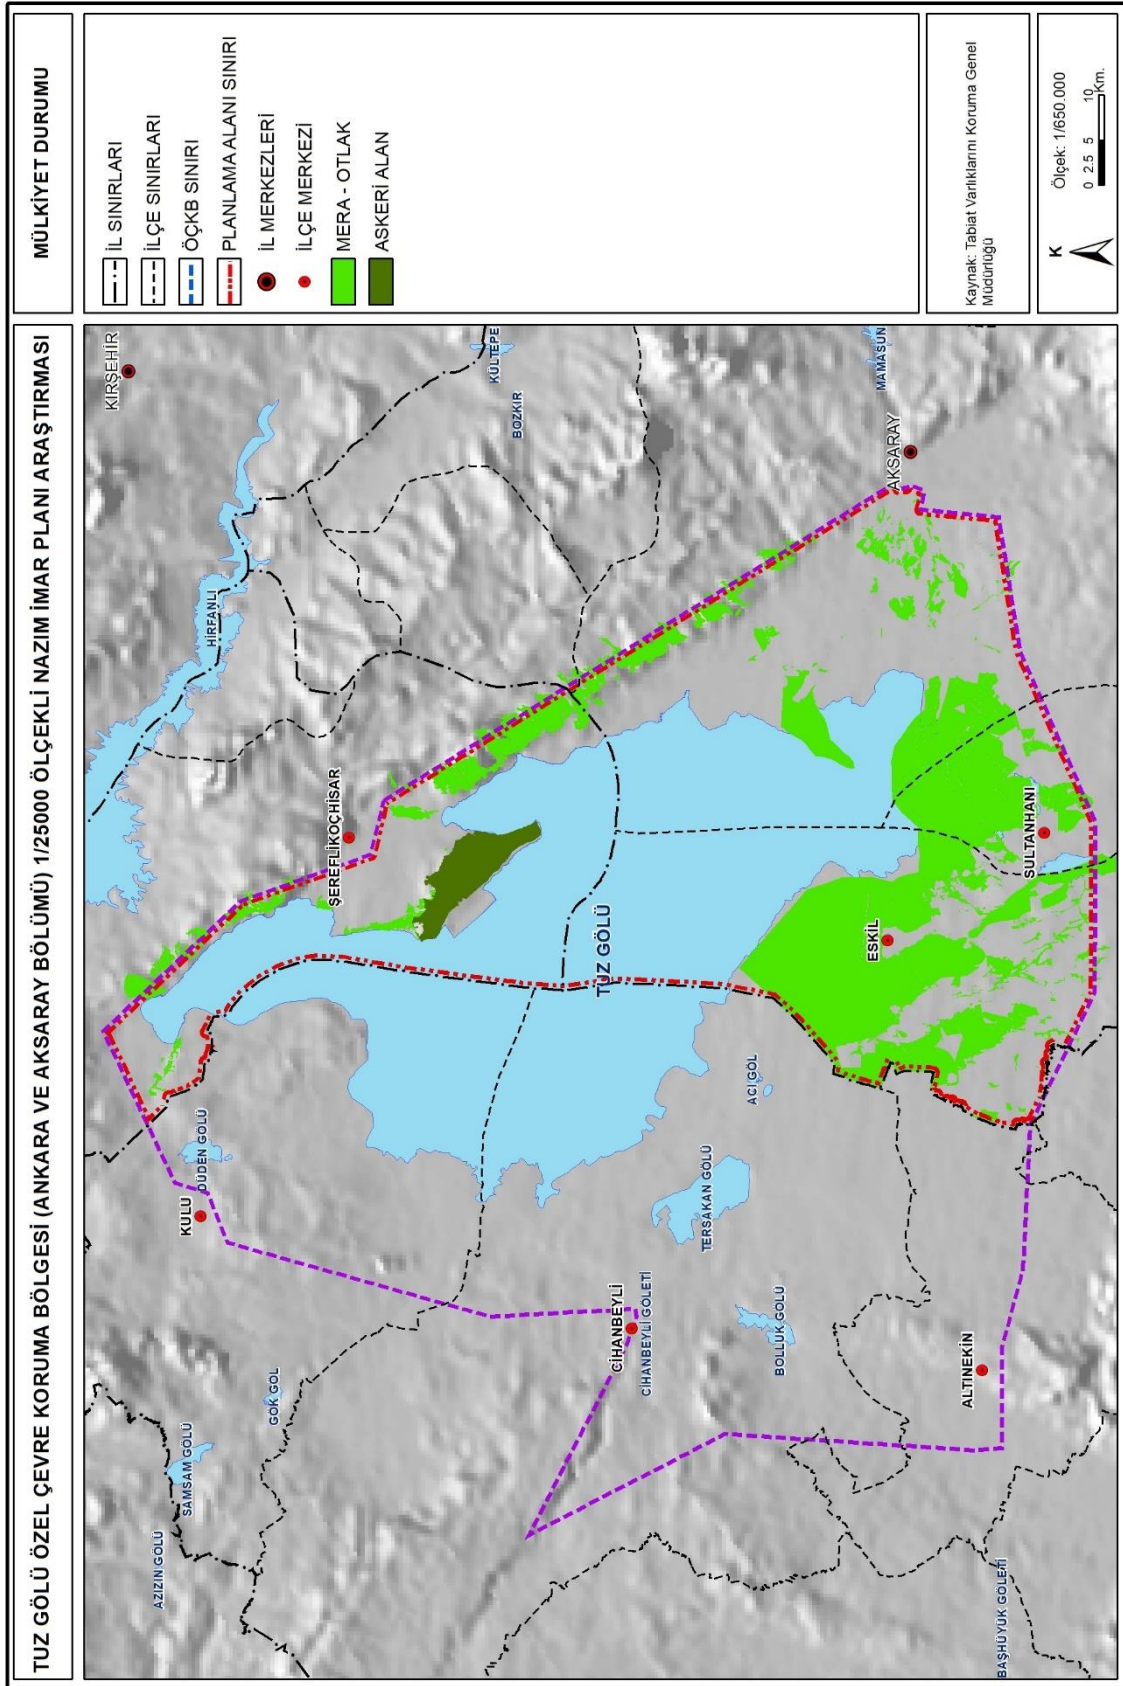 TUZ GÖLÜ ÖZEL ÇEVRE KORUMA BÖLGESİ (ANKARA VE AKSARAY BÖLÜMÜ) 1/25000 ÖLÇEKLİ NAZIM İMAR PLANI ARAŞTIRMASI
MÜLKİYET DURUMU
İL SINIRLARI
İLÇE SINIRLARI
ÖÇKB SINIRI
PLANLAMA ALANI SINIRI
İL MERKEZLERİ
İLÇE MERKEZİ
MERA - OTLAK
ASKERİ ALAN
Kaynak: Tabiat Varlıklarını Koruma Genel
Müdürlüğü
K
Ölçek: 1/650.000
0 2.5 5 10
Km.
KIRŞEHİR
HİRFANLI
KÜLTEPE
BOZKIR
ŞEREFLİKOÇHİSAR
DÜDEN GÖLÜ
KULU
GÖK GÖL
SAMSAM GÖLÜ
AZIZIN GÖLÜ
TUZ GÖLÜ
CİHANBEYLİ
CİHANBEYLİ GÖLETİ
TERSAKAN GÖLÜ
ACI GÖL
BOLLUK GÖLÜ
MAMASUN
AKSARAY
ESKİL
SULTANHANI
ALTINEKİN
BAŞHÜYÜK GÖLETİ